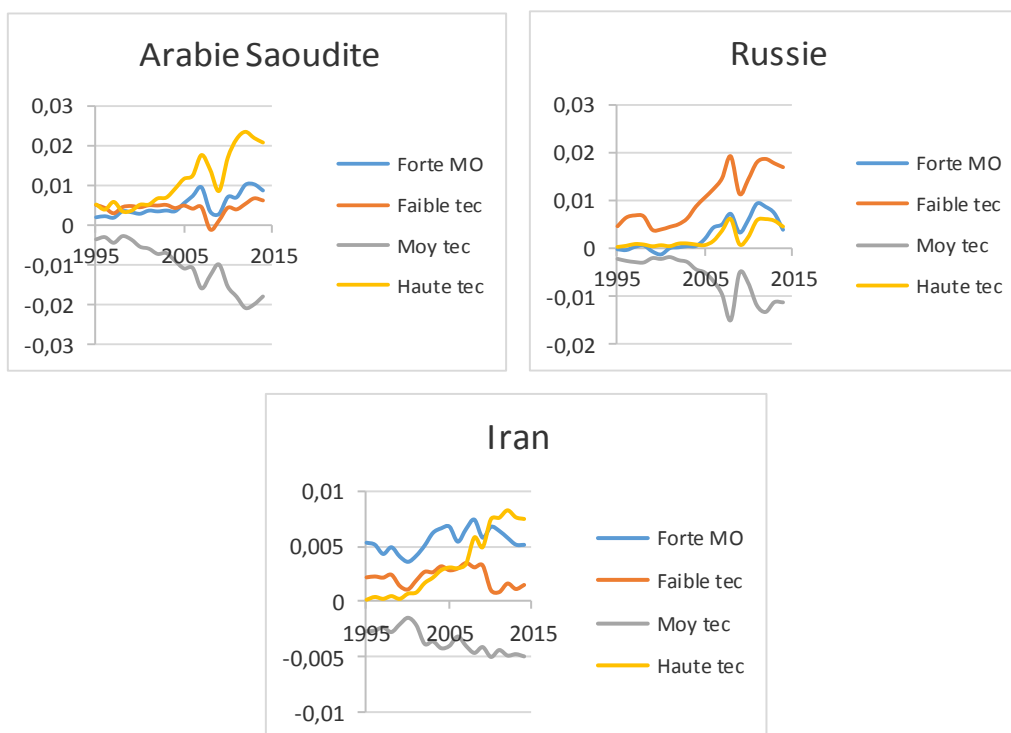 Arabie Saoudite
0,03
0,02
0,01
0
-0,01
-0,02
-0,03
1995
2005
2015
Forte MO
Faible tec
Moy tec
Haute tec
Russie
0,03
0,02
0,01
0
-0,01
-0,02
1995
2005
2015
Forte MO
Faible tec
Moy tec
Haute tec
Iran
0,01
0,005
0
-0,005
-0,01
1995
2005
2015
Forte MO
Faible tec
Moy tec
Haute tec